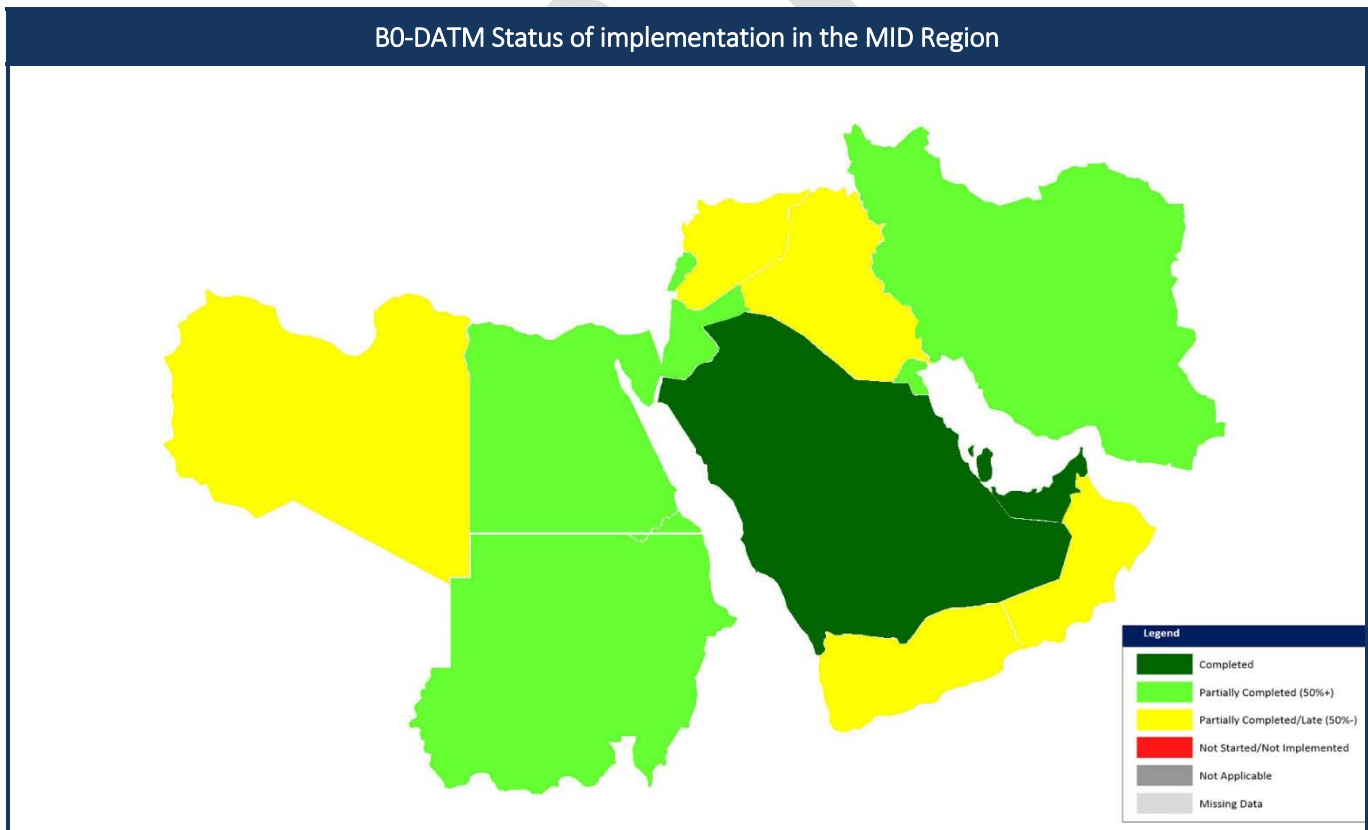 B0-DATM Status of implementation in the MID Region
Legend
Completed
Partially Completed (50%+)
Partially Completed/Late (50%-)
Not Started/Not Implemented
Not Applicable
Missing Data